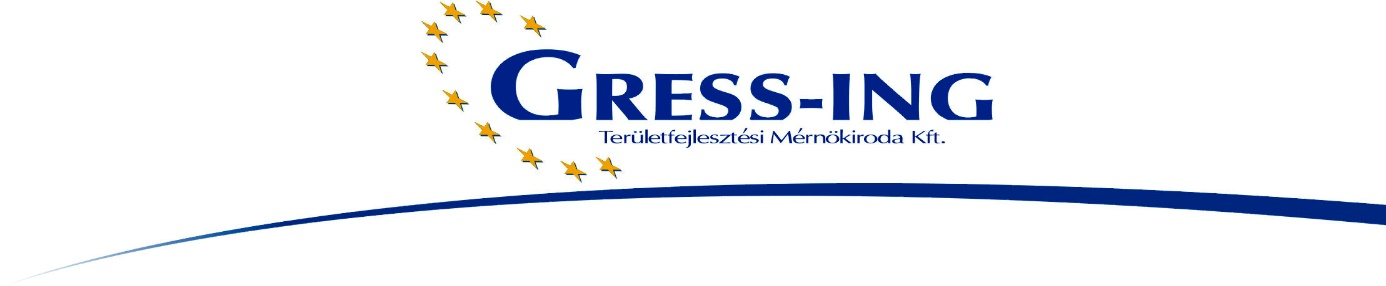 GRESS-ING
Területfejlesztési Mérnökiroda Kft.